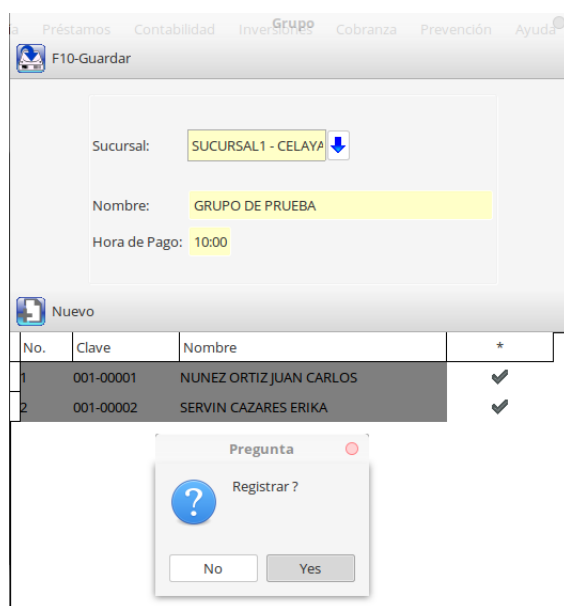 Préstamos Contabilidad Inversiones Cobranza Prevención Ayuda
Grupo
F10-Guardar
Sucursal: SUCURSAL1 - CELAYA
Nombre: GRUPO DE PRUEBA
Hora de Pago: 10:00
Nuevo
No. Clave Nombre *
1 001-00001 NUNEZ ORTIZ JUAN CARLOS
2 001-00002 SERVIN CAZARES ERIKA
Pregunta
Registrar ?
No Yes